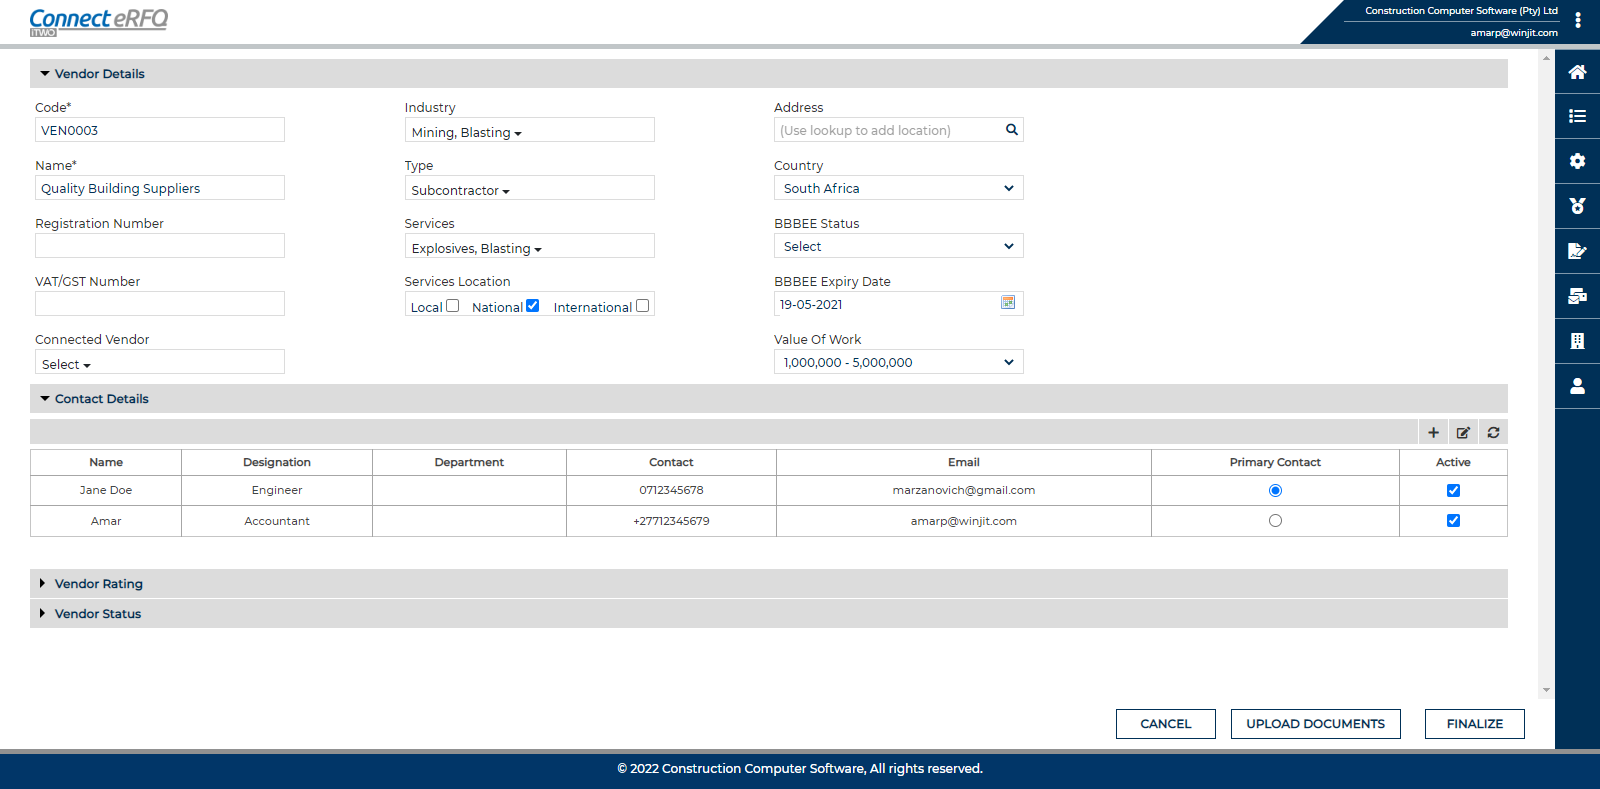 Connect eRFQ
iTWO
Construction Computer Software (Pty) Ltd
amarp@winjit.com
Vendor Details
Code*
VEN0003
Industry
Mining, Blasting
Address
(Use lookup to add location)
Name*
Quality Building Suppliers
Type
Subcontractor
Country
South Africa
Registration Number
Services
Explosives, Blasting
BBBEE Status
Select
VAT/GST Number
Services Location
Local National International
BBBEE Expiry Date
19-05-2021
Connected Vendor
Select
Value Of Work
1,000,000 - 5,000,000
Contact Details
Name Designation Department Contact Email Primary Contact Active
Jane Doe Engineer 0712345678 marzanovich@gmail.com
Amar Accountant +27712345679 amarp@winjit.com
Vendor Rating
Vendor Status
CANCEL UPLOAD DOCUMENTS FINALIZE
© 2022 Construction Computer Software, All rights reserved.